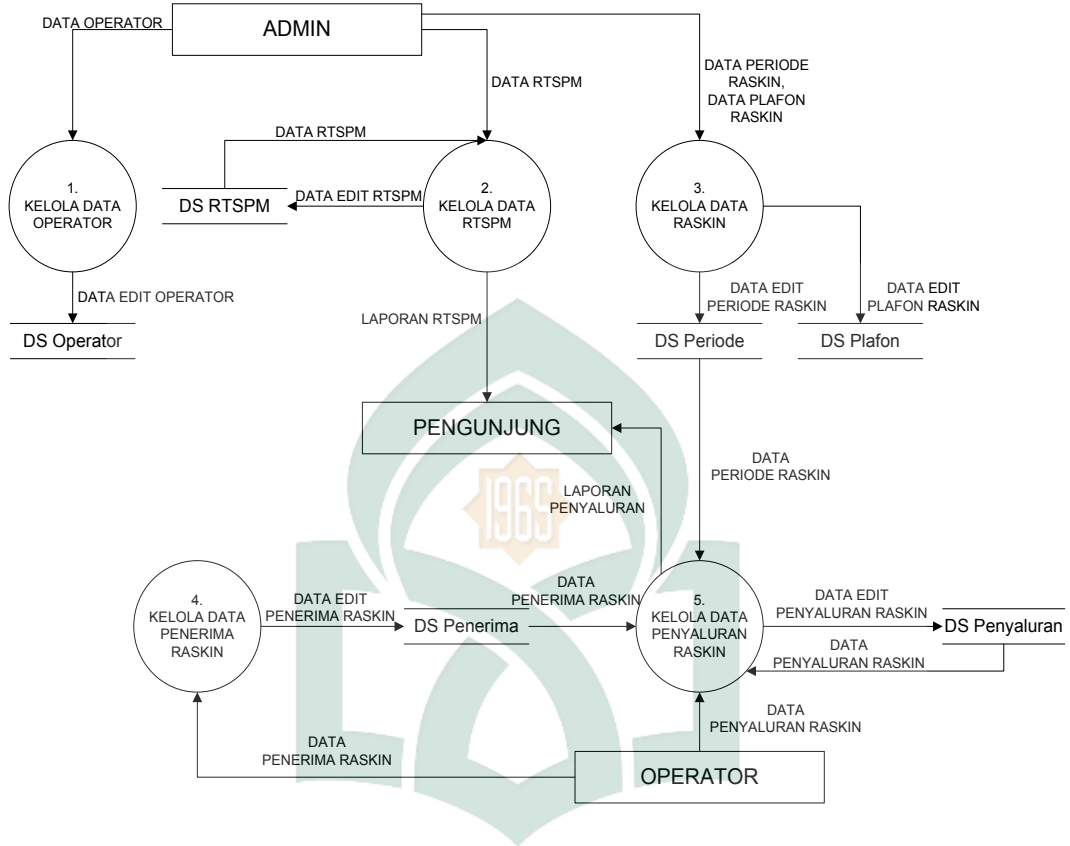 ADMIN
DATA OPERATOR
DATA RTSPM
DATA PERIODE
RASKIN,
DATA PLAFON
RASKIN
DATA RTSPM
1.
KELOLA DATA
OPERATOR
DS RTSPM
DATA EDIT RTSPM
2.
KELOLA DATA
RTSPM
3.
KELOLA DATA
RASKIN
DATA EDIT OPERATOR
DS Operator
LAPORAN RTSPM
DATA EDIT
PERIODE RASKIN
DATA EDIT
PLAFON RASKIN
DS Periode
DS Plafon
PENGUNJUNG
DATA
PERIODE RASKIN
LAPORAN
PENYALURAN
1965
4.
KELOLA DATA
PENERIMA
RASKIN
DATA EDIT
PENERIMA RASKIN
DS Penerima
DATA
PENERIMA RASKIN
5.
KELOLA DATA
PENYALURAN
RASKIN
DATA EDIT
PENYALURAN RASKIN
DS Penyaluran
DATA
PENYALURAN RASKIN
DATA
PENERIMA RASKIN
DATA
PENYALURAN RASKIN
OPERATOR